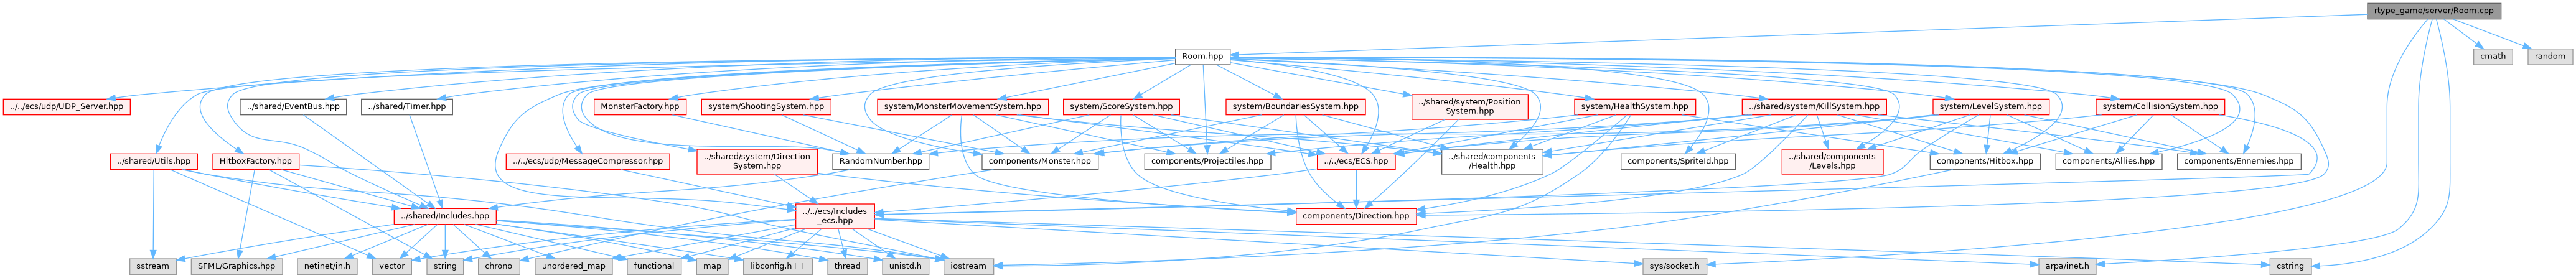 rtype_game/server/Room.cpp
Room.hpp
cmath
random
../../ecs/udp/UDP_Server.hpp
../shared/EventBus.hpp
../shared/Timer.hpp
MonsterFactory.hpp
system/ShootingSystem.hpp
system/MonsterMovementSystem.hpp
system/ScoreSystem.hpp
system/BoundariesSystem.hpp
../shared/system/Position
System.hpp
system/HealthSystem.hpp
../shared/system/KillSystem.hpp
system/LevelSystem.hpp
system/CollisionSystem.hpp
../shared/Utils.hpp
HitboxFactory.hpp
../../ecs/udp/MessageCompressor.hpp
../shared/system/Direction
System.hpp
RandomNumber.hpp
components/Monster.hpp
components/Projectiles.hpp
../../ecs/ECS.hpp
../shared/components
/Health.hpp
components/SpriteId.hpp
../shared/components
/Levels.hpp
components/Hitbox.hpp
components/Allies.hpp
components/Ennemies.hpp
../shared/Includes.hpp
../../ecs/Includes
_ecs.hpp
components/Direction.hpp
sstream
SFML/Graphics.hpp
netinet/in.h
vector
string
chrono
unordered_map
functional
map
libconfig.h++
thread
unistd.h
iostream
sys/socket.h
arpa/inet.h
cstring